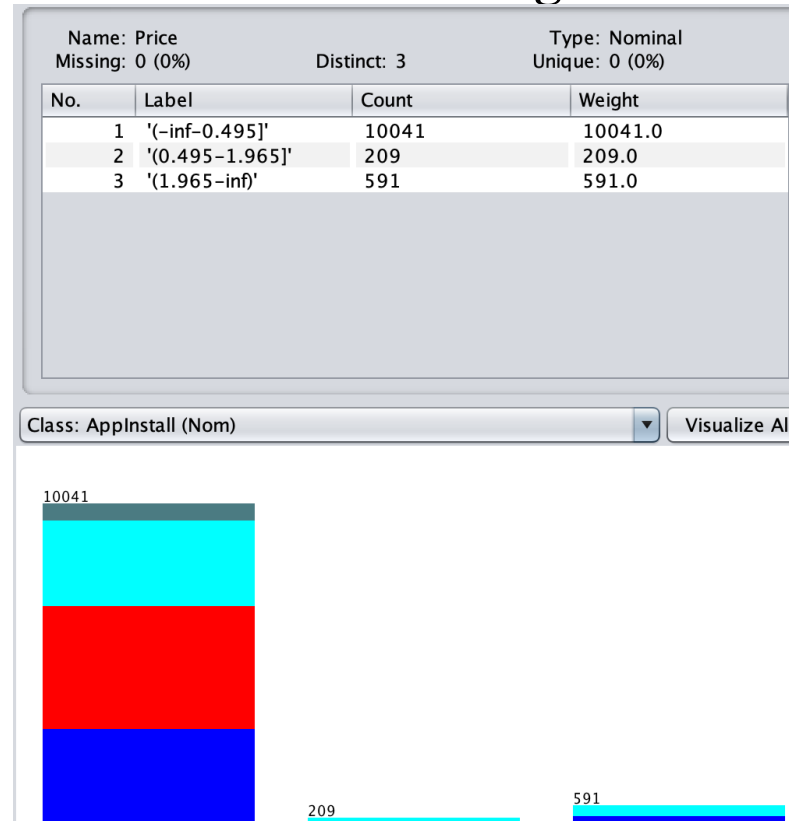 Name: Price Type: Nominal
Missing: 0 (0%) Distinct: 3 Unique: 0 (0%)
No. Label Count Weight
1 '(-inf-0.495]' 10041 10041.0
2 '(0.495-1.965]' 209 209.0
3 '(1.965-inf)' 591 591.0
Class: AppInstall (Nom) Visualize Al
10041
209
591